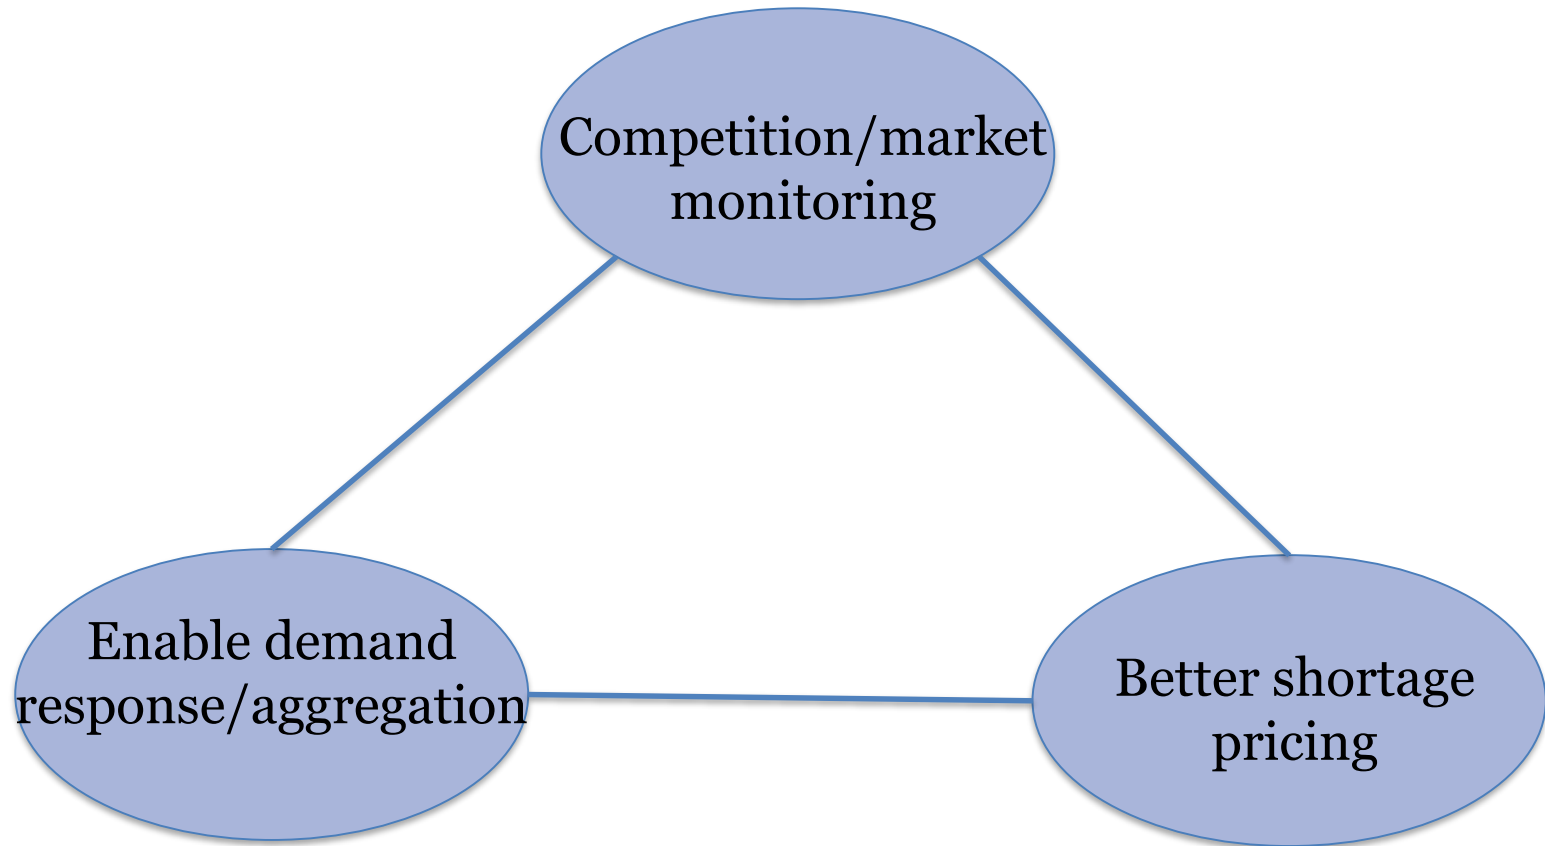 Competition/market
monitoring
Enable demand
response/aggregation
Better shortage
pricing